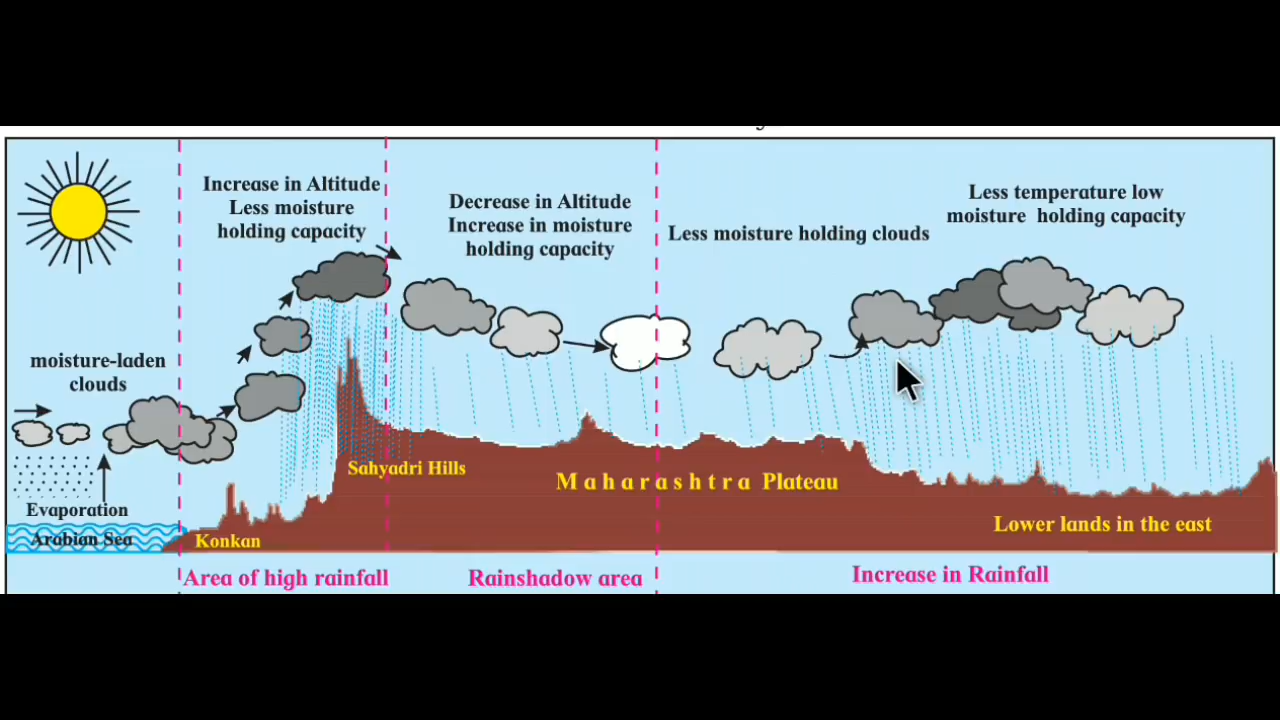 Increase in Altitude
Less moisture
holding capacity
Decrease in Altitude
Increase in moisture
holding capacity
Less moisture holding clouds
Less temperature low
moisture holding capacity
moisture-laden
clouds
Evaporation
Arabian Sea
Konkan
Sahyadri Hills
Maharashtra Plateau
Lower lands in the east
Area of high rainfall
Rainshadow area
Increase in Rainfall